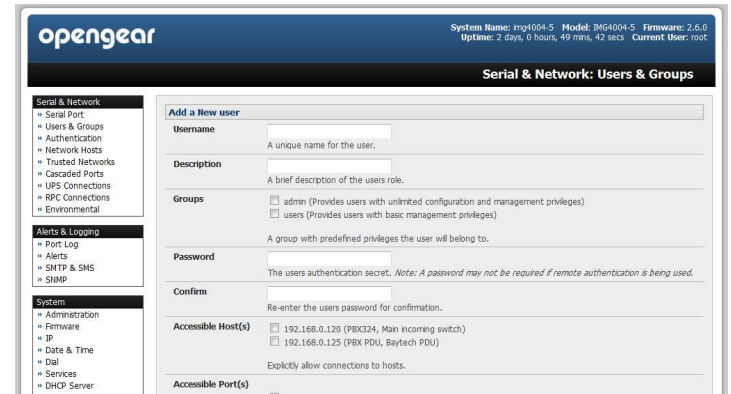 opengear
System Name: img4004-5 Model: IMG4004-5 Firmware: 2.6.0
Uptime: 2 days, 0 hours, 49 mins, 42 secs Current User: root
Serial & Network: Users & Groups
Serial & Network
» Serial Port
» Users & Groups
» Authentication
» Network Hosts
» Trusted Networks
» Cascaded Ports
» UPS Connections
» RPC Connections
» Environmental
Alerts & Logging
» Port Log
» Alerts
» SMTP & SMS
» SNMP
System
» Administration
» Firmware
» IP
» Date & Time
» Dial
» Services
» DHCP Server
Add a New user
Username
A unique name for the user.
Description
A brief description of the users role.
Groups
admin (Provides users with unlimited configuration and management privileges)
users (Provides users with basic management privileges)
A group with predefined privileges the user will belong to.
Password
The users authentication secret. Note: A password may not be required if remote authentication is being used.
Confirm
Re-enter the users password for confirmation.
Accessible Host(s)
192.168.0.120 (PBX324, Main incoming switch)
192.168.0.125 (PBX PDU, Baytech PDU)
Explicitly allow connections to hosts.
Accessible Port(s)